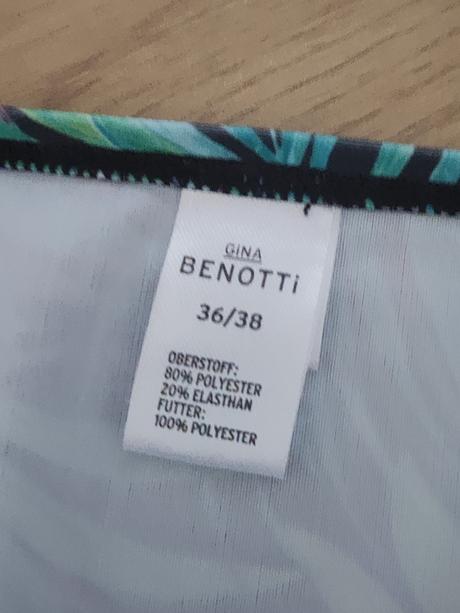 GINA
BENOTTi
36/38
OBERSTOFF:
80% POLYESTER
20% ELASTHAN
FUTTER:
100% POLYESTER